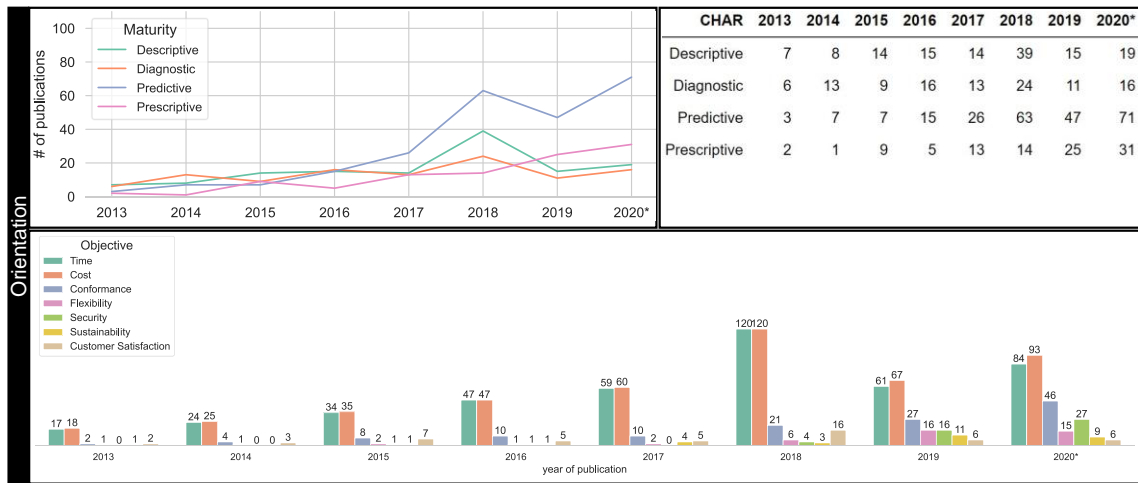 Orientation
Maturity
Descriptive
Diagnostic
Predictive
Prescriptive
# of publications
100
80
60
40
20
0
2013 2014 2015 2016 2017 2018 2019 2020*
CHAR 2013 2014 2015 2016 2017 2018 2019 2020*
Descriptive 7 8 14 15 14 39 15 19
Diagnostic 6 13 9 16 13 24 11 16
Predictive 3 7 7 15 26 63 47 71
Prescriptive 2 1 9 5 13 14 25 31
Objective
Time
Cost
Conformance
Flexibility
Security
Sustainability
Customer Satisfaction
17 18 2 1 0 1 2
24 25 4 1 0 0 3
34 35 8 2 1 1 7
47 47 10 1 1 1 5
59 60 10 2 0 4 5
120 120 21 6 4 3 16
61 67 27 16 16 11 6
84 93 46 15 27 9 6
2013 2014 2015 2016 2017 2018 2019 2020*
year of publication